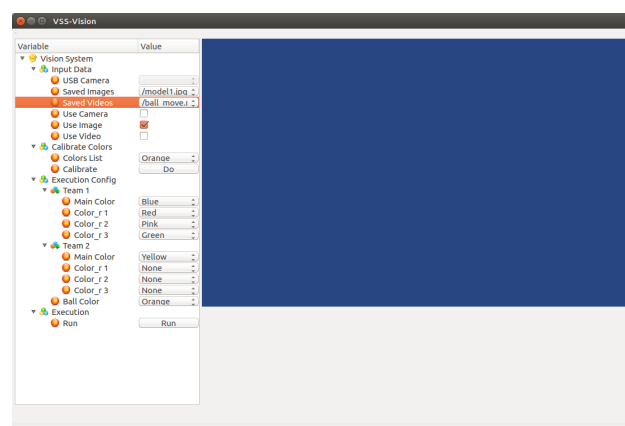 VSS-Vision
Variable Value
Vision System
Input Data
USB Camera
Saved Images /model1.jpg
Saved Videos
Use Camera
Use Image
Use Video
Calibrate Colors
Colors List Orange
Calibrate Do
Execution Config
Team 1
Main Color Blue
Color_r 1 Red
Color_r 2 Pink
Color_r 3 Green
Team 2
Main Color Yellow
Color_r 1 None
Color_r 2 None
Color_r 3 None
Ball Color Orange
Execution
Run Run